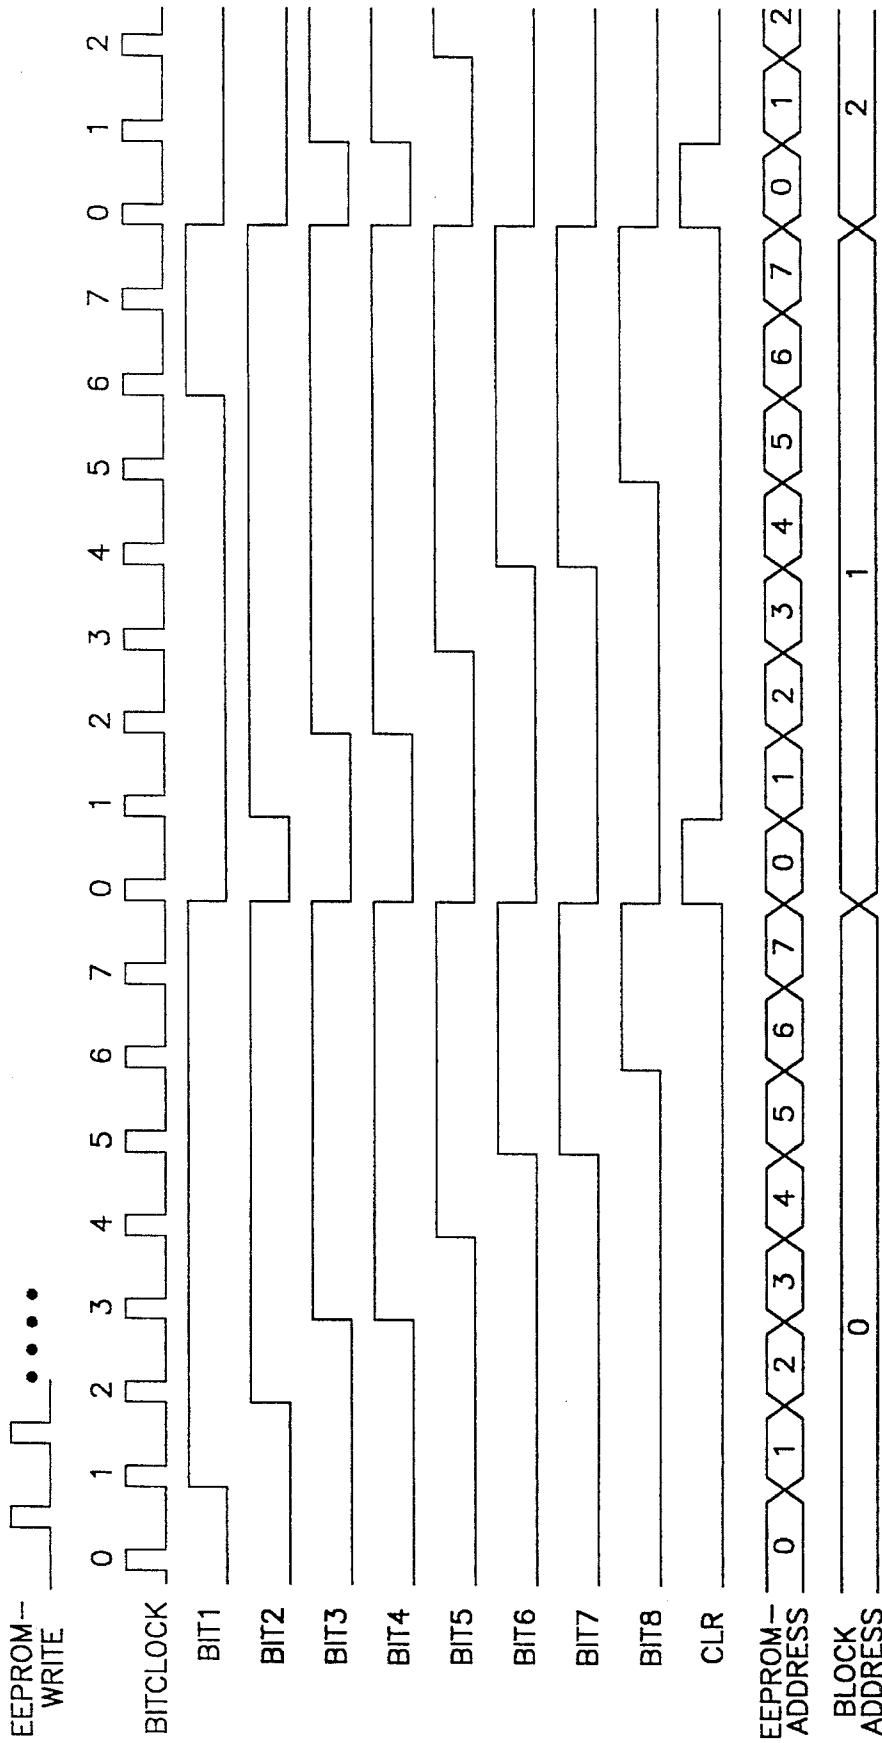 EEPROM-
WRITE
BITCLOCK 0 1 2 3 4 5 6 7 0 1 2 3 4 5 6 7 0 1 2
BIT1
BIT2
BIT3
BIT4
BIT5
BIT6
BIT7
BIT8
CLR
EEPROM-
ADDRESS 0 1 2 3 4 5 6 7 0 1 2 3 4 5 6 7 0 1 2
BLOCK
ADDRESS 0 1 2